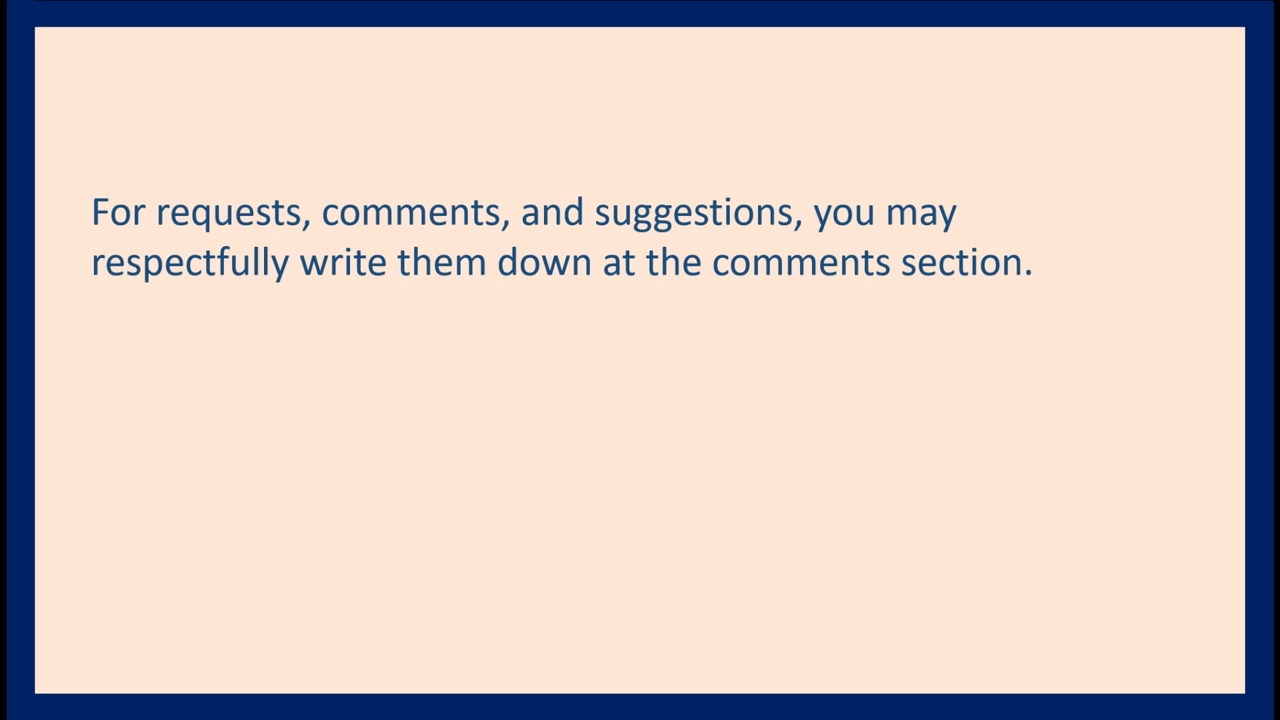 For requests, comments, and suggestions, you may
respectfully write them down at the comments section.